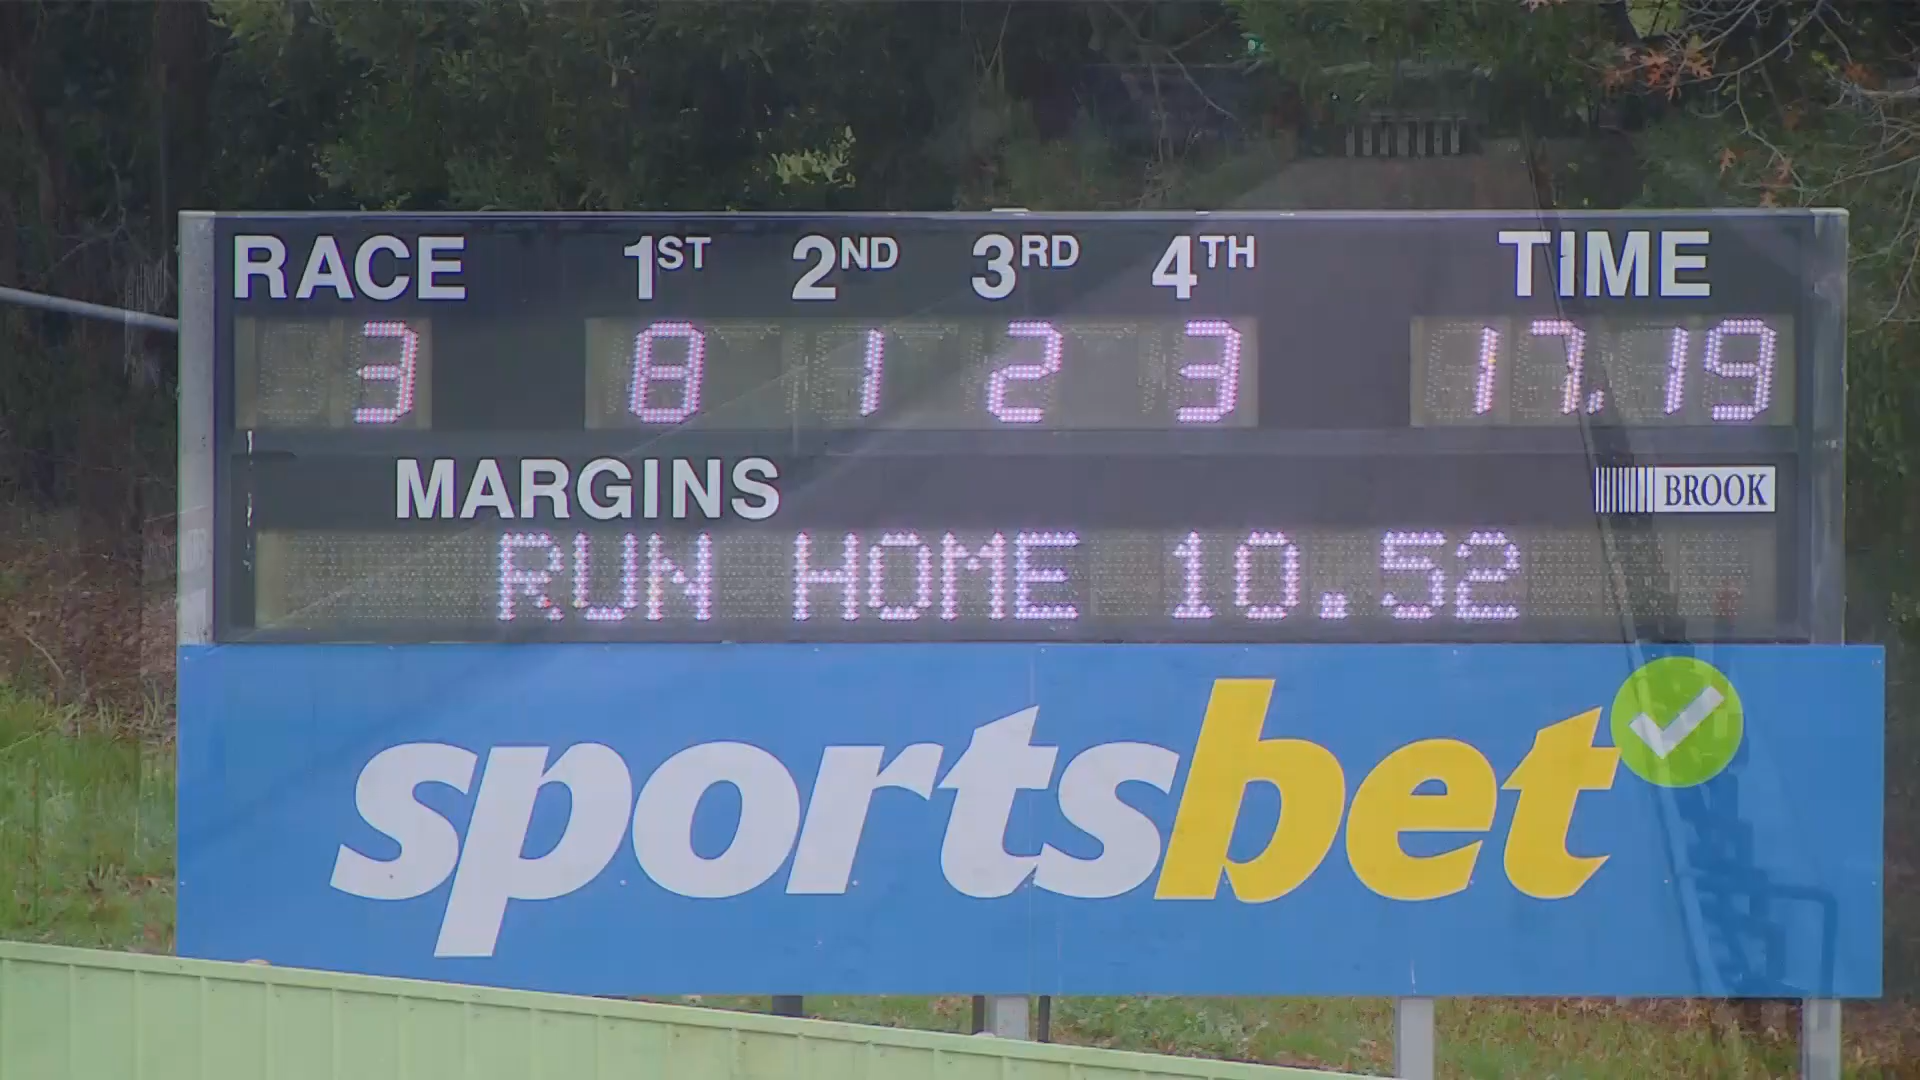 RACE 1ST 2ND 3RD 4TH TIME
3 8 1 2 3 17.19
MARGINS BROOK
RUN HOME 10.52
sportsbet